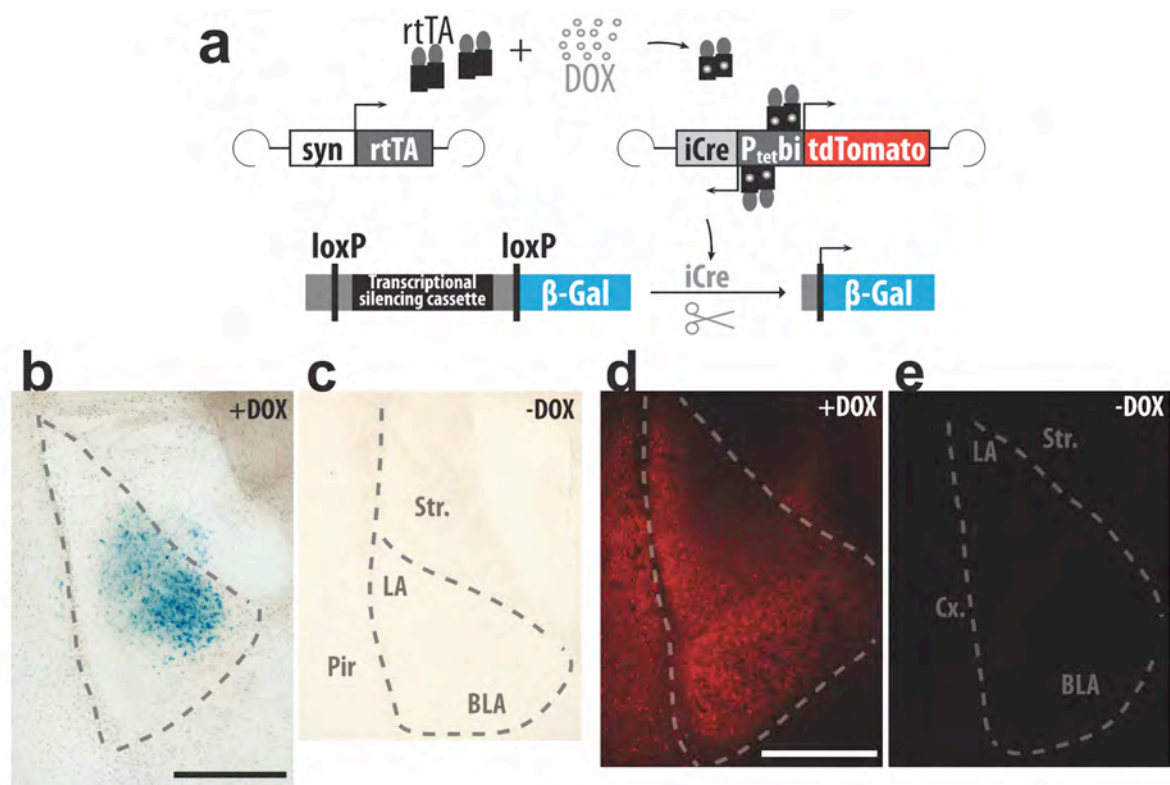 a
rtTA + DOX
syn rtTA
iCre Ptetbi tdTomato
loxP loxP
Transcriptional
silencing cassette
β-Gal
iCre
β-Gal
b
+DOX
c
-DOX
Str.
LA
Pir
BLA
d
+DOX
e
-DOX
LA
Str.
Cx.
BLA